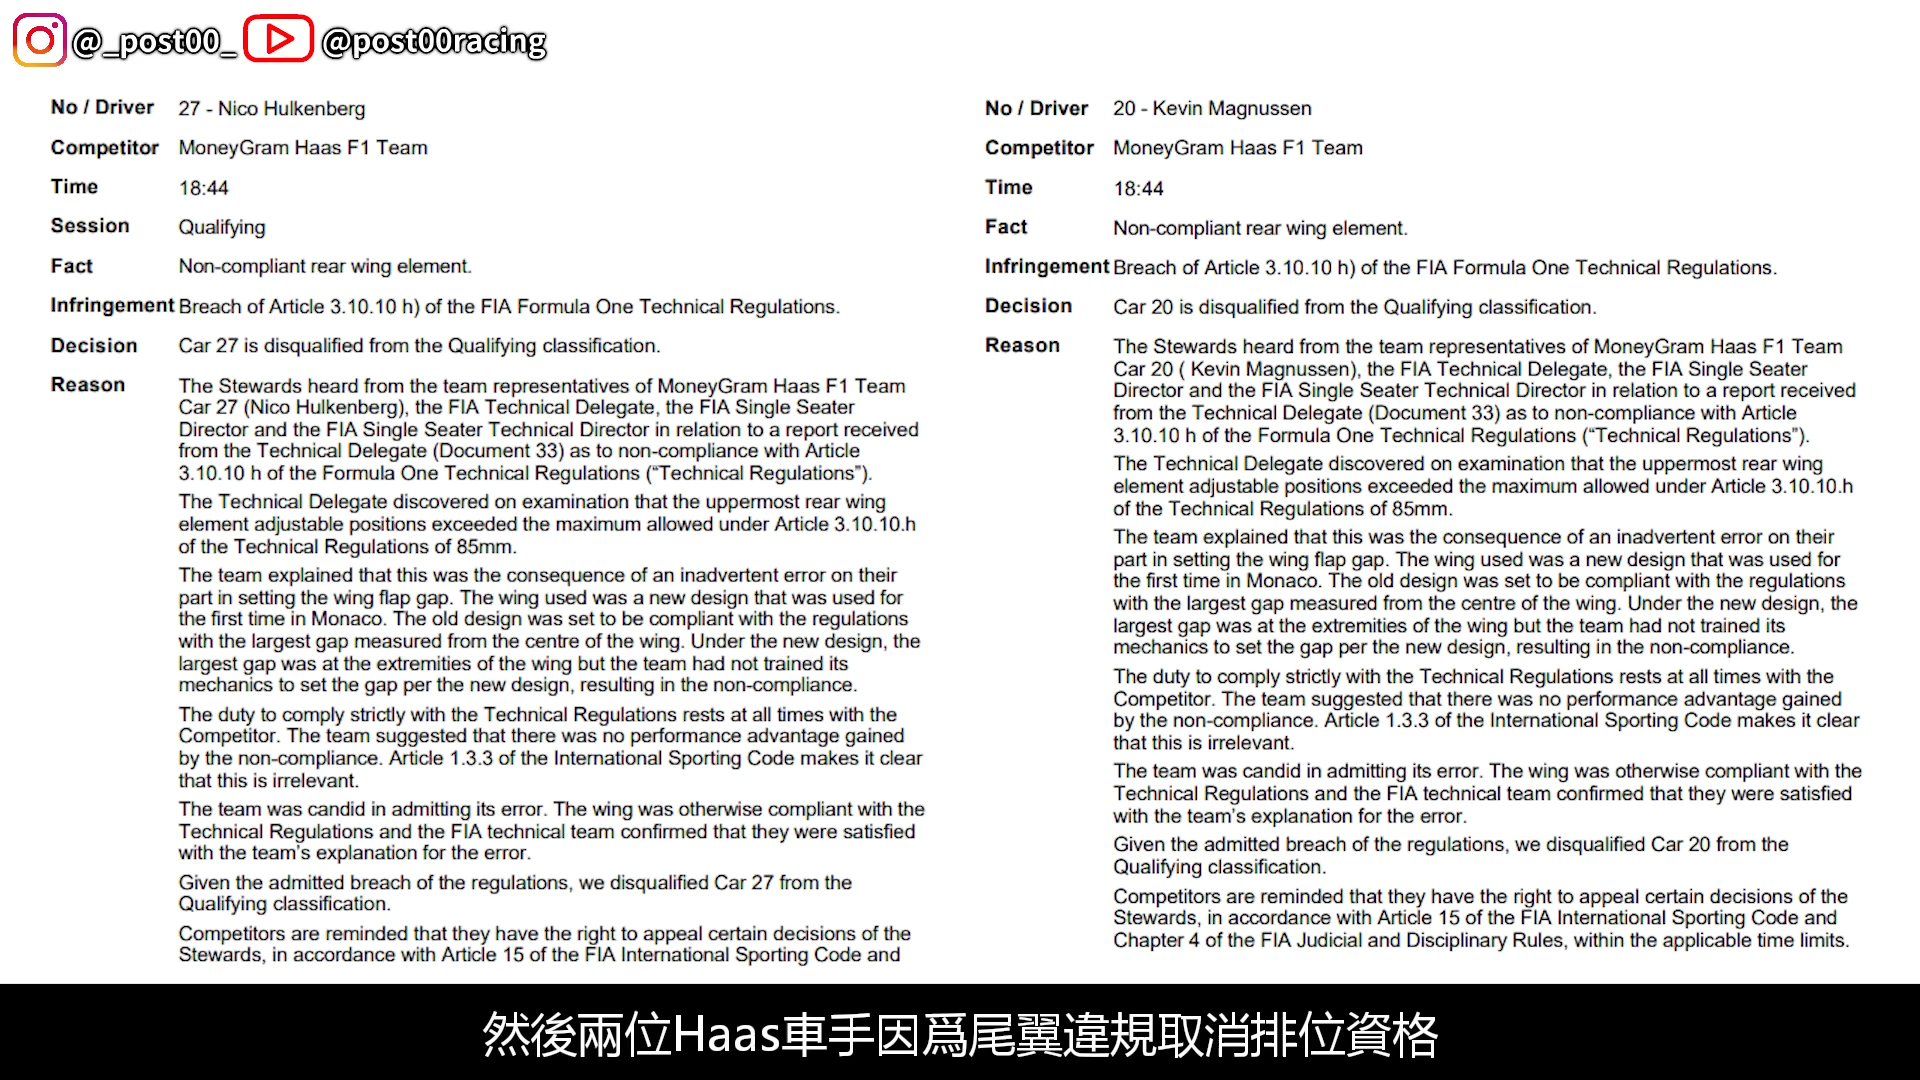 @_post00_ @post00racing
No / Driver 27 - Nico Hulkenberg
Competitor MoneyGram Haas F1 Team
Time 18:44
Session Qualifying
Fact Non-compliant rear wing element.
Infringement Breach of Article 3.10.10 h) of the FIA Formula One Technical Regulations.
Decision Car 27 is disqualified from the Qualifying classification.
Reason The Stewards heard from the team representatives of MoneyGram Haas F1 Team
Car 27 (Nico Hulkenberg), the FIA Technical Delegate, the FIA Single Seater
Director and the FIA Single Seater Technical Director in relation to a report received
from the Technical Delegate (Document 33) as to non-compliance with Article
3.10.10 h of the Formula One Technical Regulations (“Technical Regulations”).
The Technical Delegate discovered on examination that the uppermost rear wing
element adjustable positions exceeded the maximum allowed under Article 3.10.10.h
of the Technical Regulations of 85mm.
The team explained that this was the consequence of an inadvertent error on their
part in setting the wing flap gap. The wing used was a new design that was used for
the first time in Monaco. The old design was set to be compliant with the regulations
with the largest gap measured from the centre of the wing. Under the new design, the
largest gap was at the extremities of the wing but the team had not trained its
mechanics to set the gap per the new design, resulting in the non-compliance.
The duty to comply strictly with the Technical Regulations rests at all times with the
Competitor. The team suggested that there was no performance advantage gained
by the non-compliance. Article 1.3.3 of the International Sporting Code makes it clear
that this is irrelevant.
The team was candid in admitting its error. The wing was otherwise compliant with the
Technical Regulations and the FIA technical team confirmed that they were satisfied
with the team’s explanation for the error.
Given the admitted breach of the regulations, we disqualified Car 27 from the
Qualifying classification.
Competitors are reminded that they have the right to appeal certain decisions of the
Stewards, in accordance with Article 15 of the FIA International Sporting Code and
No / Driver 20 - Kevin Magnussen
Competitor MoneyGram Haas F1 Team
Time 18:44
Fact Non-compliant rear wing element.
Infringement Breach of Article 3.10.10 h) of the FIA Formula One Technical Regulations.
Decision Car 20 is disqualified from the Qualifying classification.
Reason The Stewards heard from the team representatives of MoneyGram Haas F1 Team
Car 20 ( Kevin Magnussen), the FIA Technical Delegate, the FIA Single Seater
Director and the FIA Single Seater Technical Director in relation to a report received
from the Technical Delegate (Document 33) as to non-compliance with Article
3.10.10 h of the Formula One Technical Regulations (“Technical Regulations”).
The Technical Delegate discovered on examination that the uppermost rear wing
element adjustable positions exceeded the maximum allowed under Article 3.10.10.h
of the Technical Regulations of 85mm.
The team explained that this was the consequence of an inadvertent error on their
part in setting the wing flap gap. The wing used was a new design that was used for
the first time in Monaco. The old design was set to be compliant with the regulations
with the largest gap measured from the centre of the wing. Under the new design, the
largest gap was at the extremities of the wing but the team had not trained its
mechanics to set the gap per the new design, resulting in the non-compliance.
The duty to comply strictly with the Technical Regulations rests at all times with the
Competitor. The team suggested that there was no performance advantage gained
by the non-compliance. Article 1.3.3 of the International Sporting Code makes it clear
that this is irrelevant.
The team was candid in admitting its error. The wing was otherwise compliant with the
Technical Regulations and the FIA technical team confirmed that they were satisfied
with the team’s explanation for the error.
Given the admitted breach of the regulations, we disqualified Car 20 from the
Qualifying classification.
Competitors are reminded that they have the right to appeal certain decisions of the
Stewards, in accordance with Article 15 of the FIA International Sporting Code and
Chapter 4 of the FIA Judicial and Disciplinary Rules, within the applicable time limits.
然後兩位Haas車手因爲尾翼違規取消排位資格